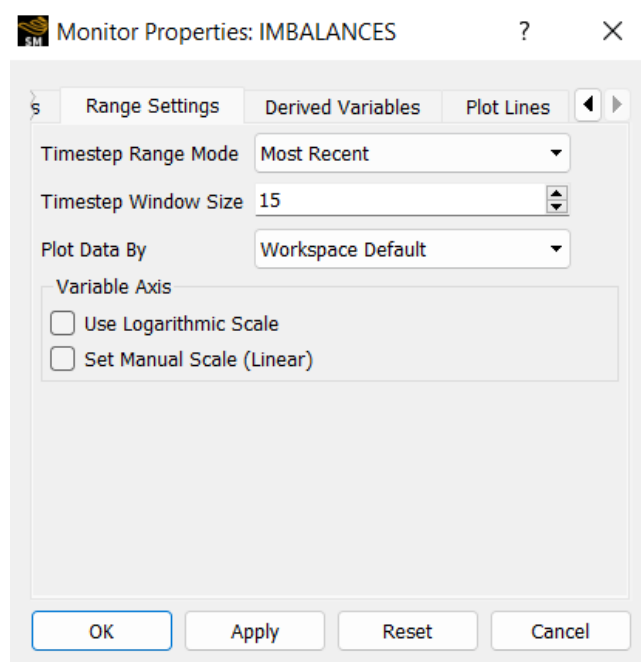 SM Monitor Properties: IMBALANCES ? ×
s Range Settings Derived Variables Plot Lines
Timestep Range Mode Most Recent
Timestep Window Size 15
Plot Data By Workspace Default
Variable Axis
Use Logarithmic Scale
Set Manual Scale (Linear)
OK Apply Reset Cancel